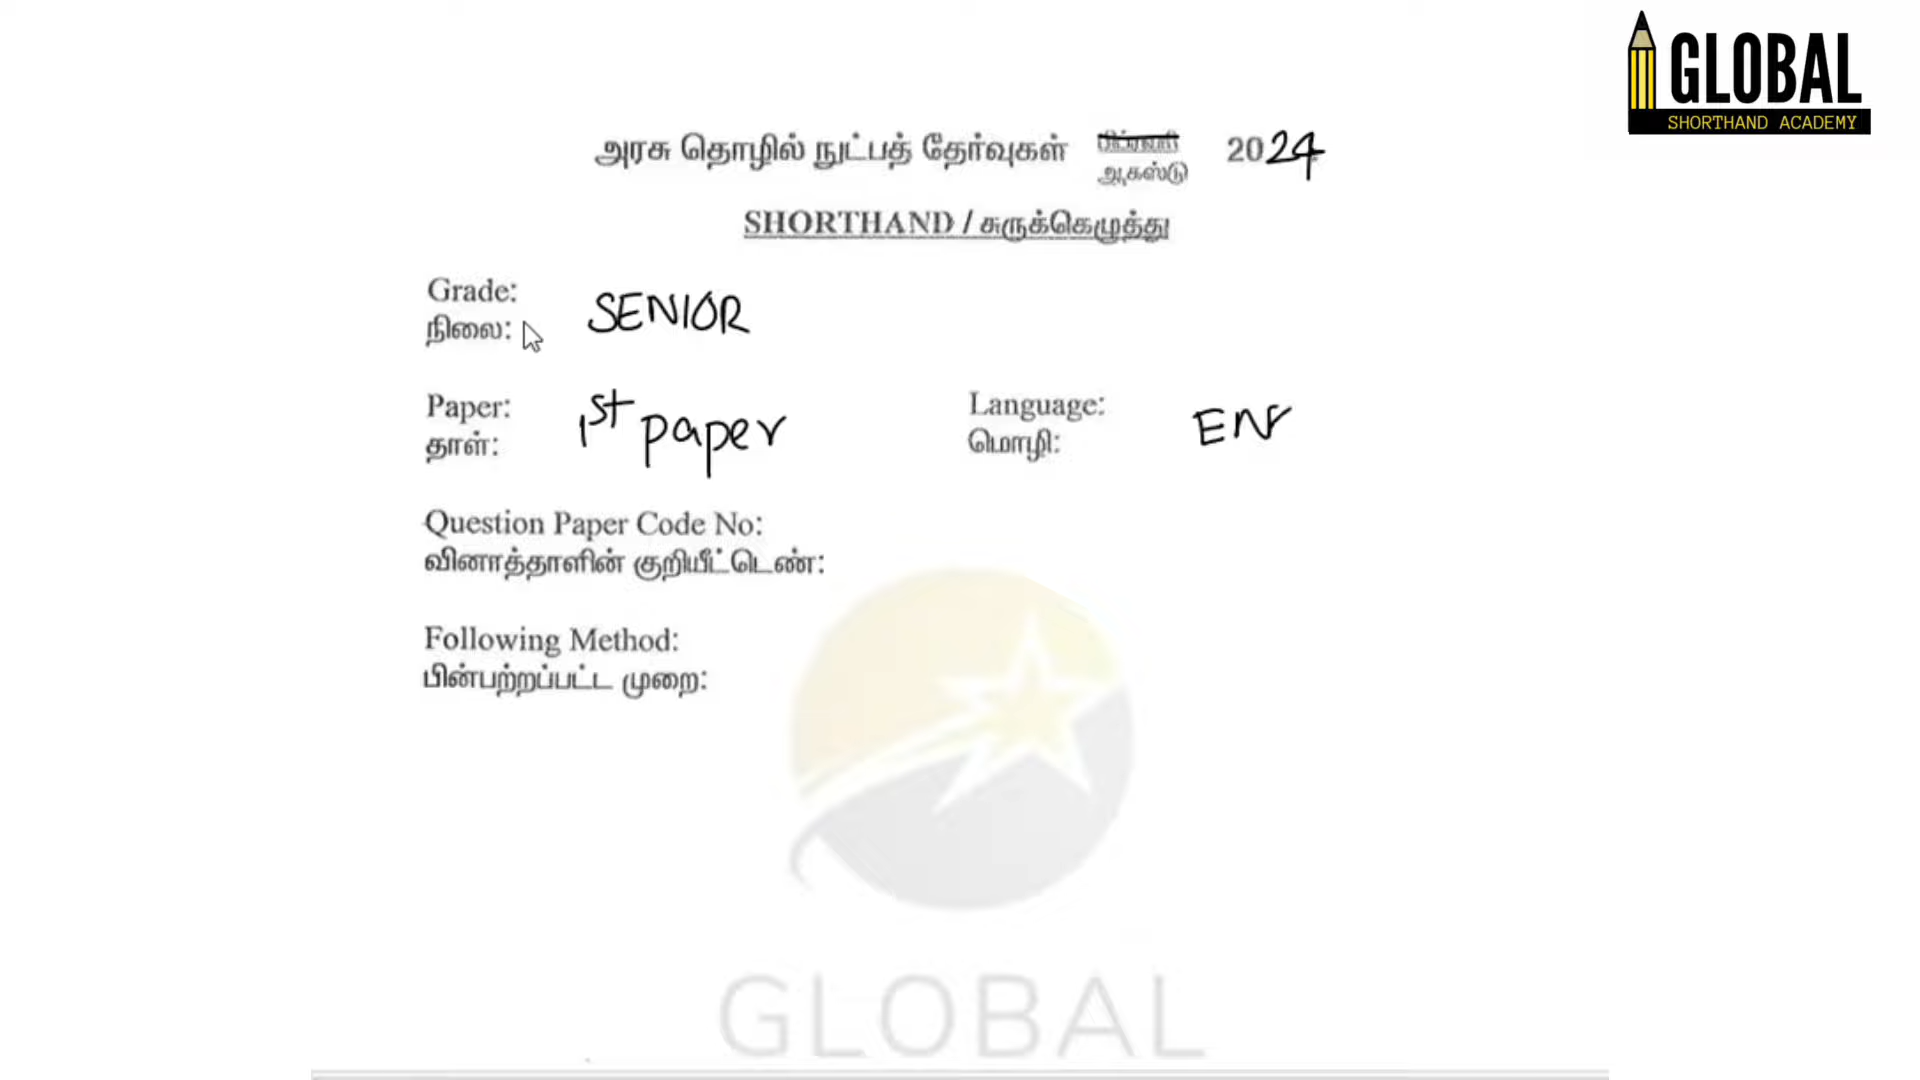 GLOBAL
SHORTHAND ACADEMY
அரசு தொழில் நுட்பத் தேர்வுகள் பிப்ரவரி 2024
ஆகஸ்டு
SHORTHAND / சுருக்கெழுத்து
Grade: SENIOR
நிலை:
Paper: 1st paper
தாள்:
Language: EN
மொழி:
Question Paper Code No:
வினாத்தாளின் குறியீட்டெண்:
Following Method:
பின்பற்றப்பட்ட முறை:
GLOBAL